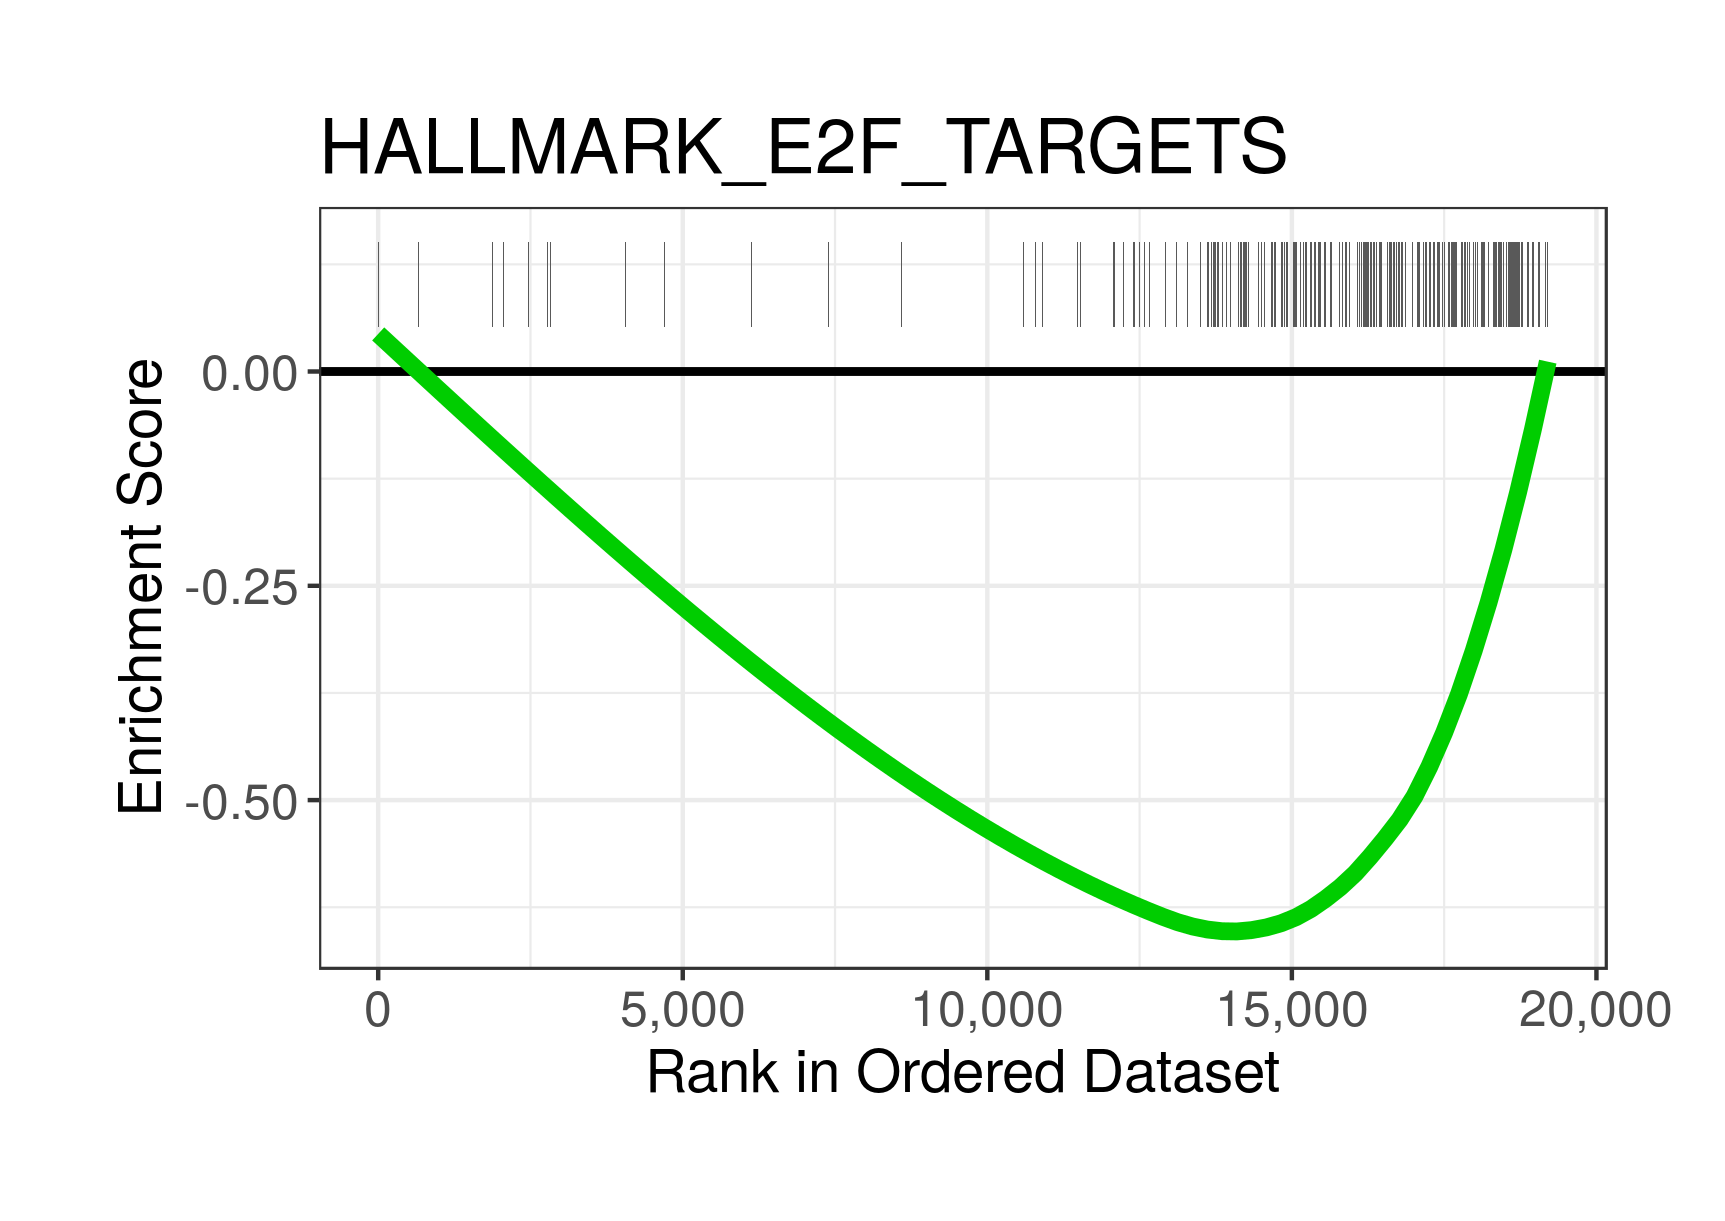 HALLMARK_E2F_TARGETS
Enrichment Score
0.00
-0.25
-0.50
0
5,000
10,000
15,000
20,000
Rank in Ordered Dataset